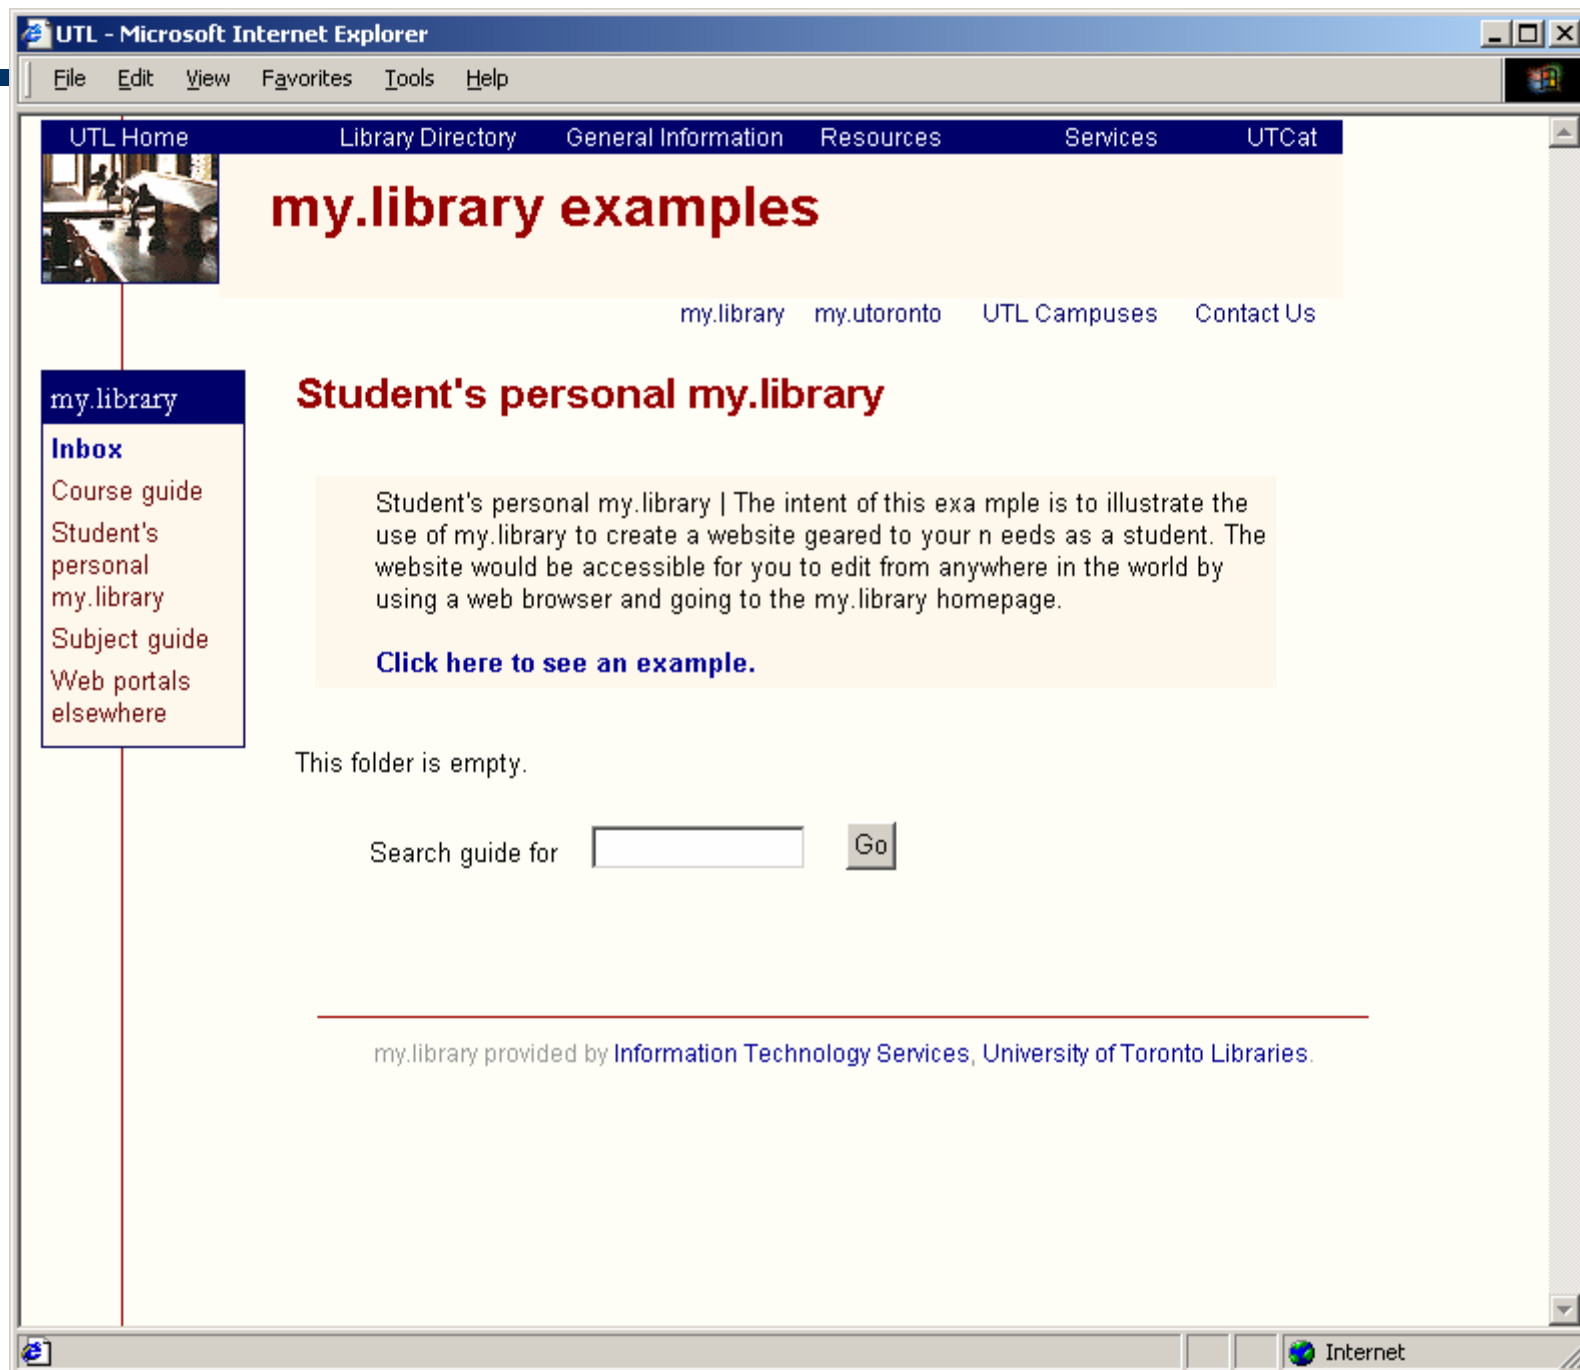 UTL - Microsoft Internet Explorer
File Edit View Favorites Tools Help
UTL Home Library Directory General Information Resources Services UTCat
my.library examples
my.library my.utoronto UTL Campuses Contact Us
my.library
Inbox
Course guide
Student's
personal
my.library
Subject guide
Web portals
elsewhere
Student's personal my.library
Student's personal my.library | The intent of this exa mple is to illustrate the
use of my.library to create a website geared to your n eeds as a student. The
website would be accessible for you to edit from anywhere in the world by
using a web browser and going to the my.library homepage.
Click here to see an example.
This folder is empty.
Search guide for Go
my.library provided by Information Technology Services, University of Toronto Libraries.
Internet